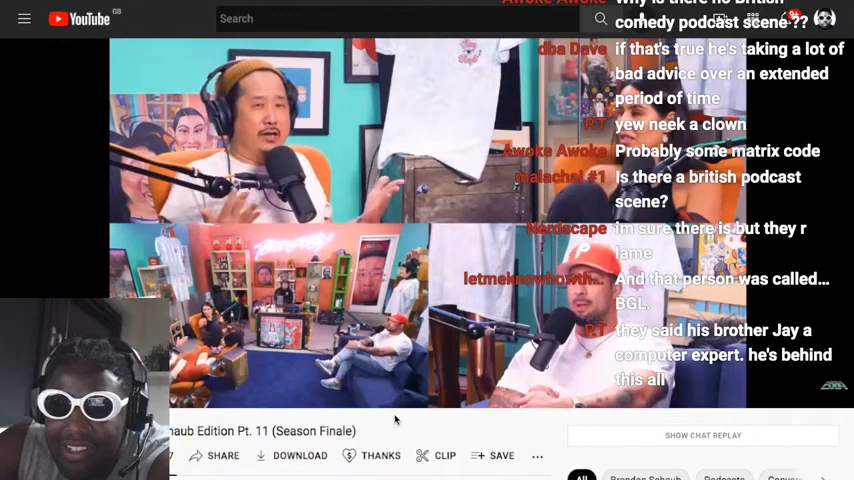 YouTube GB
Search
9+
Awoke Awoke Why is there no British
comedy podcast scene ??
dba Dave if that's true he's taking a lot of
bad advice over an extended
period of time
P.T yew neek a clown
Awoke Awoke Probably some matrix code
malachai #1 Is there a british podcast
scene?
Nerdscape im sure there is but they r
lame
letmeknowhowth... And that person was called...
BGL.
P.T they said his brother Jay a
computer expert. he's behind
this all
haub Edition Pt. 11 (Season Finale)
7 SHARE DOWNLOAD THANKS CLIP SAVE
SHOW CHAT REPLAY
All Brendan Schaub Podcasts